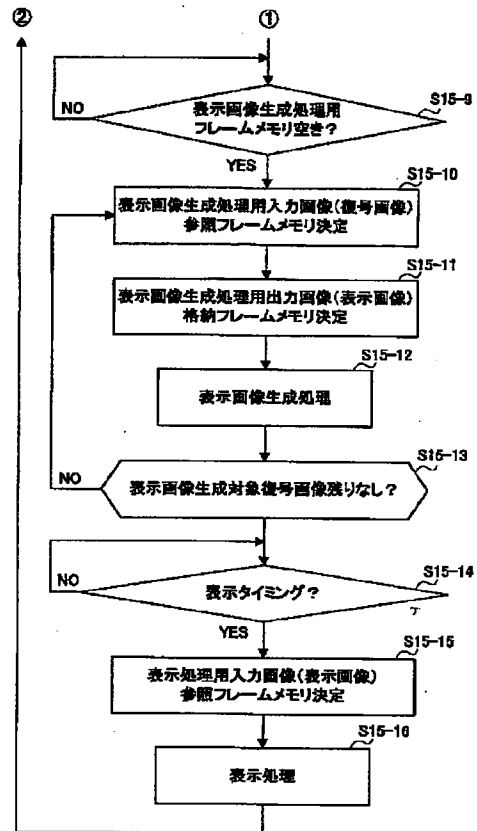 ②
①
表示画像生成処理用
フレームメモリ空き?
S15-9
NO
YES
S15-10
表示画像生成処理用入力画像(復号画像)
参照フレームメモリ決定
S15-11
表示画像生成処理用出力画像(表示画像)
格納フレームメモリ決定
S15-12
表示画像生成処理
S15-13
NO
表示画像生成対象復号画像残りなし?
S15-14
NO
表示タイミング?
YES
S15-15
表示処理用入力画像(表示画像)
参照フレームメモリ決定
S15-16
表示処理